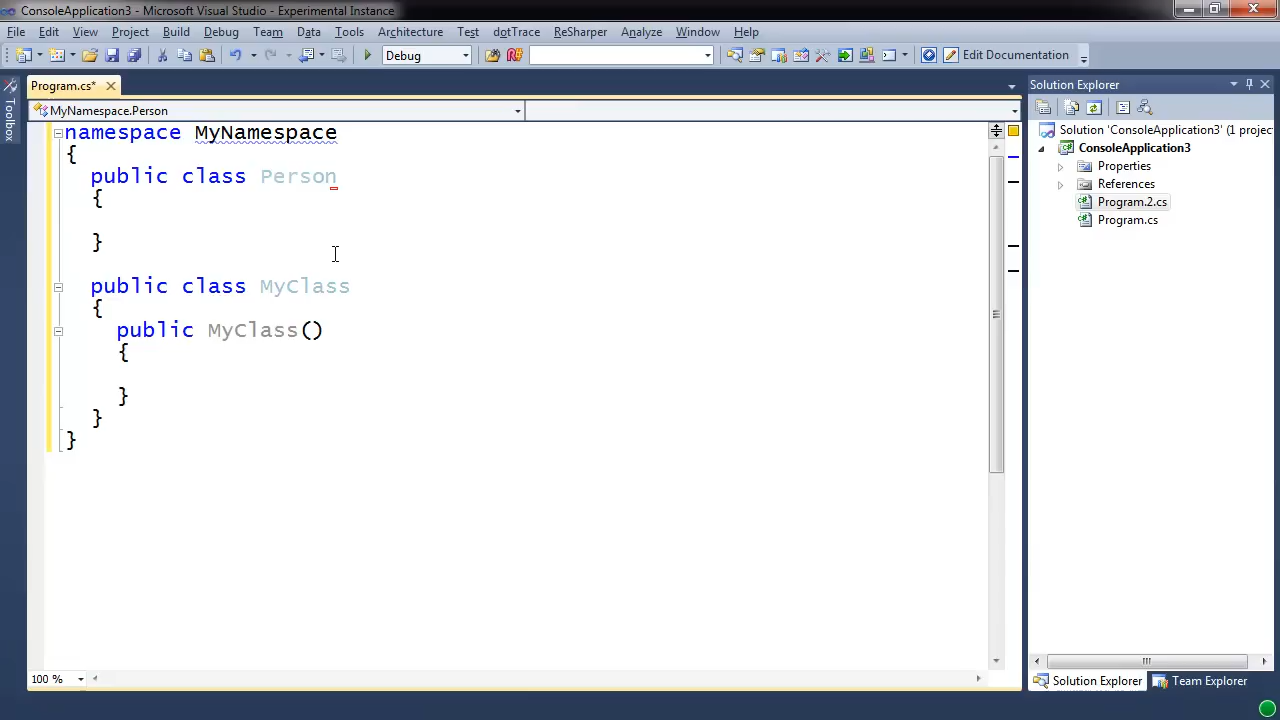 ConsoleApplication3 - Microsoft Visual Studio - Experimental Instance
File Edit View Project Build Debug Team Data Tools Architecture Test dotTrace ReSharper Analyze Window Help
Debug Edit Documentation
Toolbox
Program.cs*
MyNamespace.Person
namespace MyNamespace
{
public class Person
{
}
public class MyClass
{
public MyClass()
{
}
}
}
100 %
Solution Explorer
Solution 'ConsoleApplication3' (1 projec
ConsoleApplication3
Properties
References
Program.2.cs
Program.cs
Solution Explorer Team Explorer